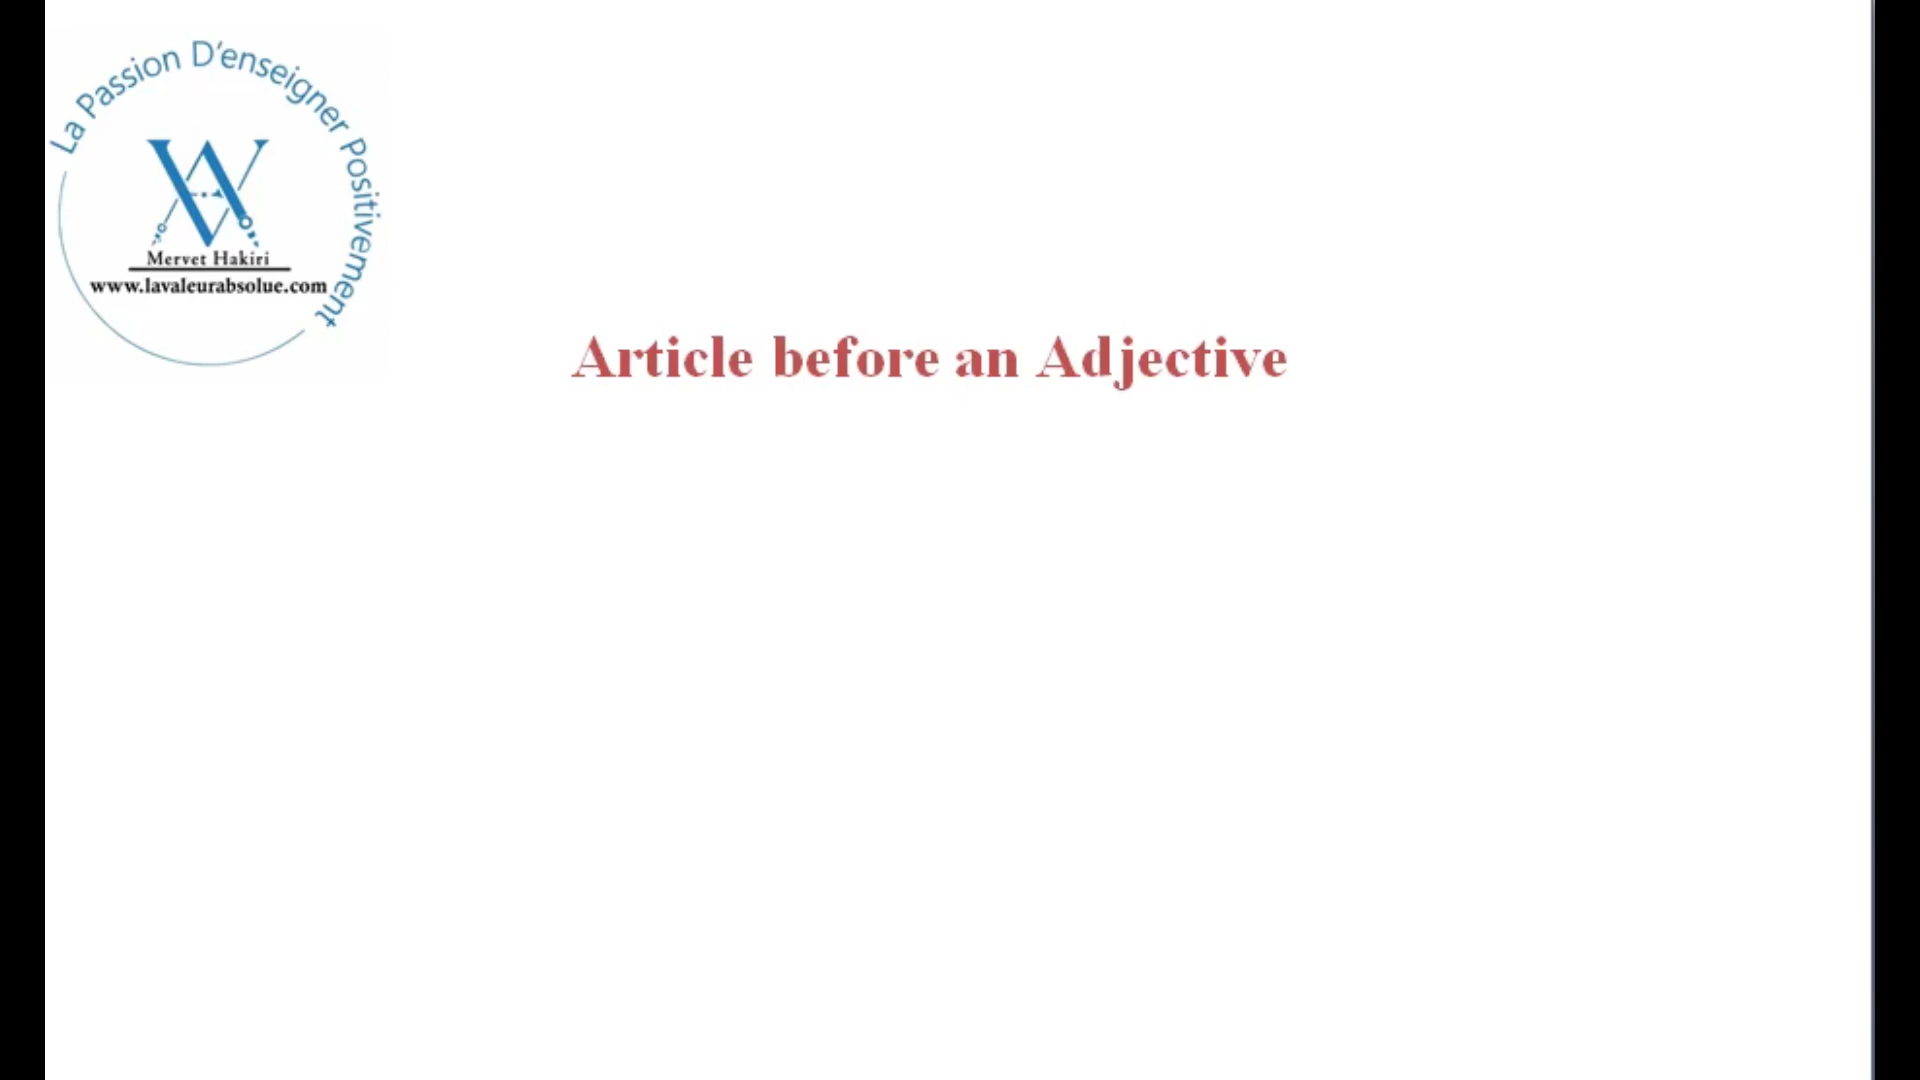 La Passion D'enseigner Positivement
Mervet Hakiri
www.lavaleurabsolue.com
Article before an Adjective